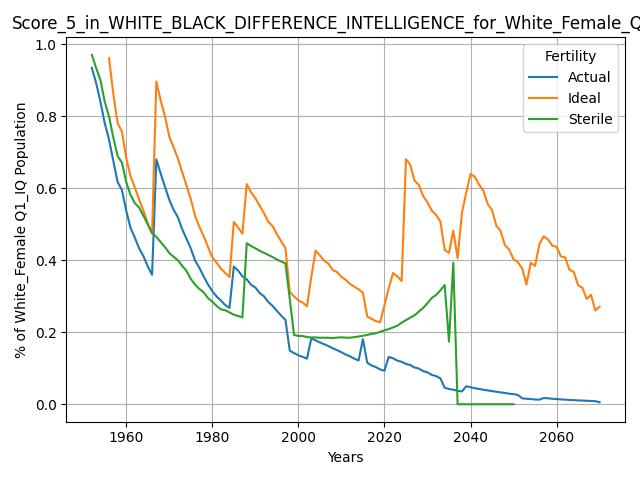 Score_5_in_WHITE_BLACK_DIFFERENCE_INTELLIGENCE_for_White_Female_Q
Fertility
Actual
Ideal
Sterile
% of White_Female Q1_IQ Population
1.0
0.8
0.6
0.4
0.2
0.0
1960 1980 2000 2020 2040 2060
Years